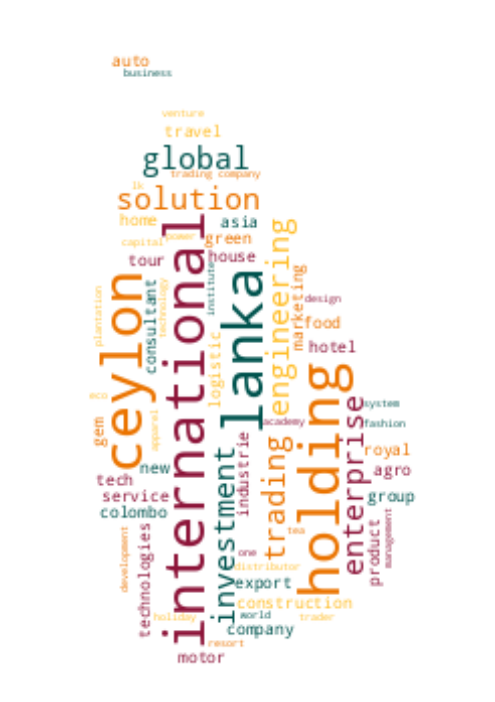 auto
business
venture
travel
global
trading company
lk
solution
home
asia
capital
power
green
tour
house
international
institute
lanka
engineering
ceylon
consultant
technology
plantation
marketing
design
food
logistic
hotel
holding
eco
gem
apparel
academy
enterprise
system
fashion
industrie
trading
royal
new
investment
agro
tech
service
group
colombo
product
management
technologies
development
tea
one
distributor
export
construction
holiday
world
trader
company
resort
motor